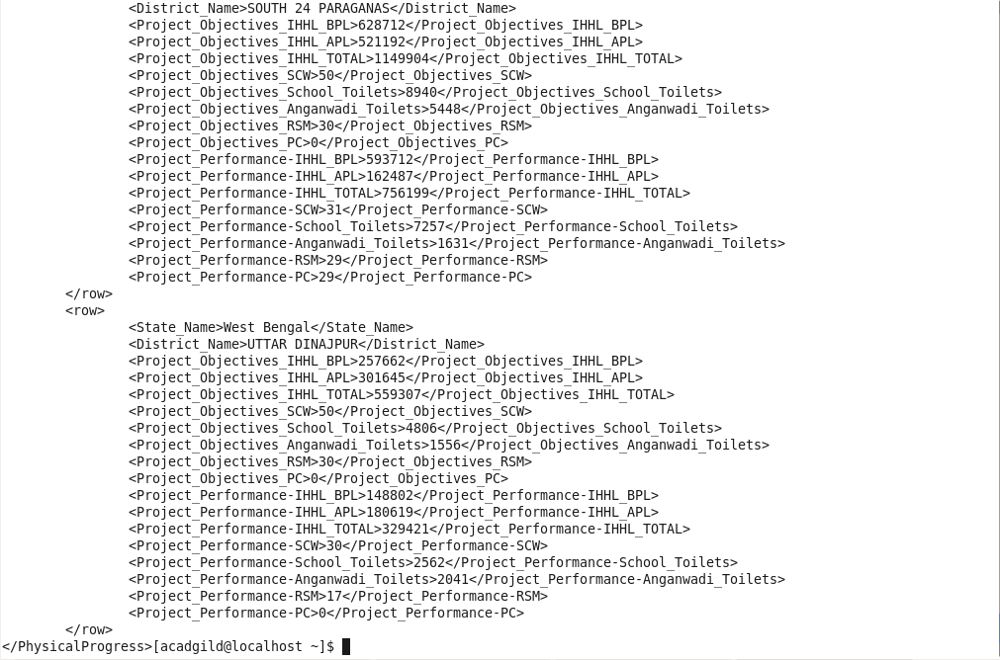 <District_Name>SOUTH 24 PARAGANAS</District_Name>
<Project_Objectives_IHHL_BPL>628712</Project_Objectives_IHHL_BPL>
<Project_Objectives_IHHL_APL>521192</Project_Objectives_IHHL_APL>
<Project_Objectives_IHHL_TOTAL>1149904</Project_Objectives_IHHL_TOTAL>
<Project_Objectives_SCW>50</Project_Objectives_SCW>
<Project_Objectives_School_Toilets>8940</Project_Objectives_School_Toilets>
<Project_Objectives_Anganwadi_Toilets>5448</Project_Objectives_Anganwadi_Toilets>
<Project_Objectives_RSM>30</Project_Objectives_RSM>
<Project_Objectives_PC>0</Project_Objectives_PC>
<Project_Performance-IHHL_BPL>593712</Project_Performance-IHHL_BPL>
<Project_Performance-IHHL_APL>162487</Project_Performance-IHHL_APL>
<Project_Performance-IHHL_TOTAL>756199</Project_Performance-IHHL_TOTAL>
<Project_Performance-SCW>31</Project_Performance-SCW>
<Project_Performance-School_Toilets>7257</Project_Performance-School_Toilets>
<Project_Performance-Anganwadi_Toilets>1631</Project_Performance-Anganwadi_Toilets>
<Project_Performance-RSM>29</Project_Performance-RSM>
<Project_Performance-PC>29</Project_Performance-PC>
</row>
<row>
<State_Name>West Bengal</State_Name>
<District_Name>UTTAR DINAJPUR</District_Name>
<Project_Objectives_IHHL_BPL>257662</Project_Objectives_IHHL_BPL>
<Project_Objectives_IHHL_APL>301645</Project_Objectives_IHHL_APL>
<Project_Objectives_IHHL_TOTAL>559307</Project_Objectives_IHHL_TOTAL>
<Project_Objectives_SCW>50</Project_Objectives_SCW>
<Project_Objectives_School_Toilets>4806</Project_Objectives_School_Toilets>
<Project_Objectives_Anganwadi_Toilets>1556</Project_Objectives_Anganwadi_Toilets>
<Project_Objectives_RSM>30</Project_Objectives_RSM>
<Project_Objectives_PC>0</Project_Objectives_PC>
<Project_Performance-IHHL_BPL>148802</Project_Performance-IHHL_BPL>
<Project_Performance-IHHL_APL>180619</Project_Performance-IHHL_APL>
<Project_Performance-IHHL_TOTAL>329421</Project_Performance-IHHL_TOTAL>
<Project_Performance-SCW>30</Project_Performance-SCW>
<Project_Performance-School_Toilets>2562</Project_Performance-School_Toilets>
<Project_Performance-Anganwadi_Toilets>2041</Project_Performance-Anganwadi_Toilets>
<Project_Performance-RSM>17</Project_Performance-RSM>
<Project_Performance-PC>0</Project_Performance-PC>
</row>
</PhysicalProgress>[acadgild@localhost ~]$